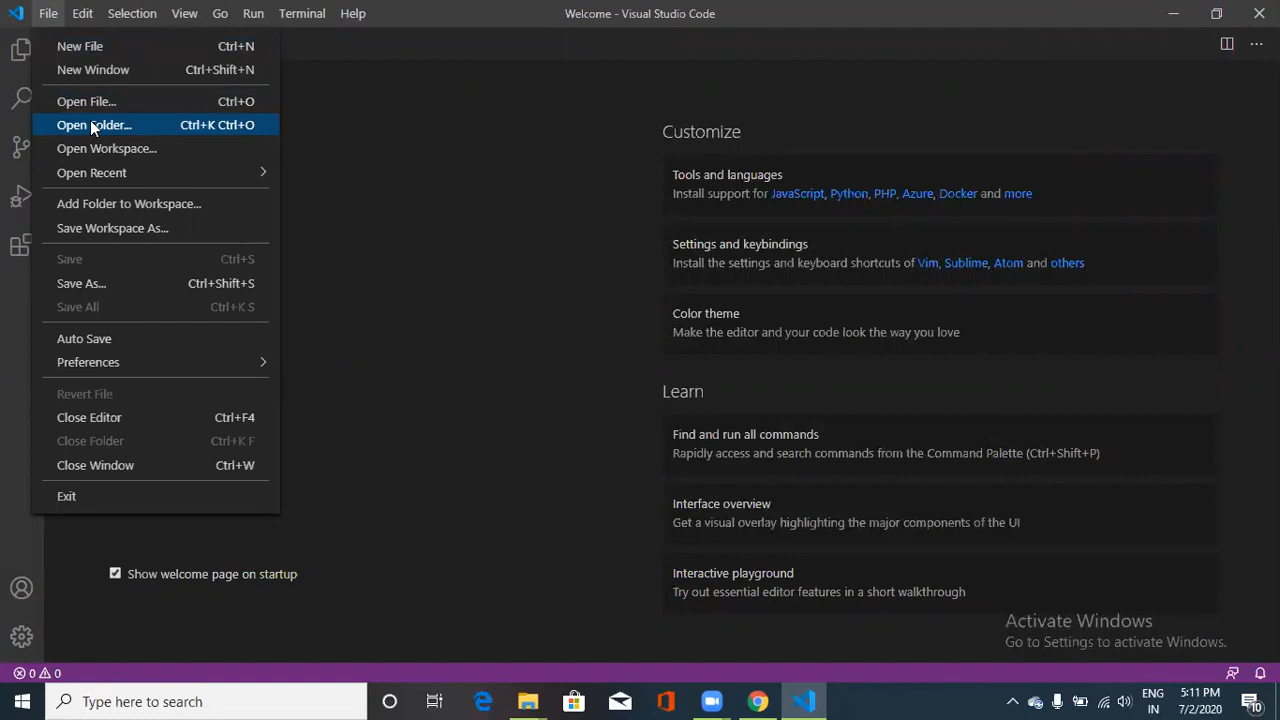 File Edit Selection View Go Run Terminal Help Welcome - Visual Studio Code
New File Ctrl+N
New Window Ctrl+Shift+N
Open File... Ctrl+O
Open Folder... Ctrl+K Ctrl+O
Open Workspace...
Open Recent
Add Folder to Workspace...
Save Workspace As...
Save Ctrl+S
Save As... Ctrl+Shift+S
Save All Ctrl+K S
Auto Save
Preferences
Revert File
Close Editor Ctrl+F4
Close Folder Ctrl+K F
Close Window Ctrl+W
Exit
Customize
Tools and languages
Install support for JavaScript, Python, PHP, Azure, Docker and more
Settings and keybindings
Install the settings and keyboard shortcuts of Vim, Sublime, Atom and others
Color theme
Make the editor and your code look the way you love
Learn
Find and run all commands
Rapidly access and search commands from the Command Palette (Ctrl+Shift+P)
Interface overview
Get a visual overlay highlighting the major components of the UI
Interactive playground
Try out essential editor features in a short walkthrough
Show welcome page on startup
Activate Windows
Go to Settings to activate Windows.
0 0
Type here to search
ENG
IN
5:11 PM
7/2/2020
10